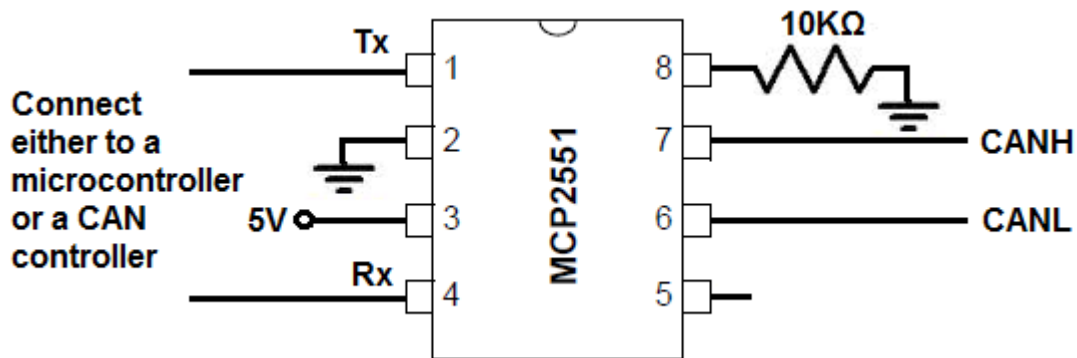 Tx
Connect
either to a
microcontroller
or a CAN
controller
5V
Rx
1
2
3
4
MCP2551
8
7
6
5
10KΩ
CANH
CANL